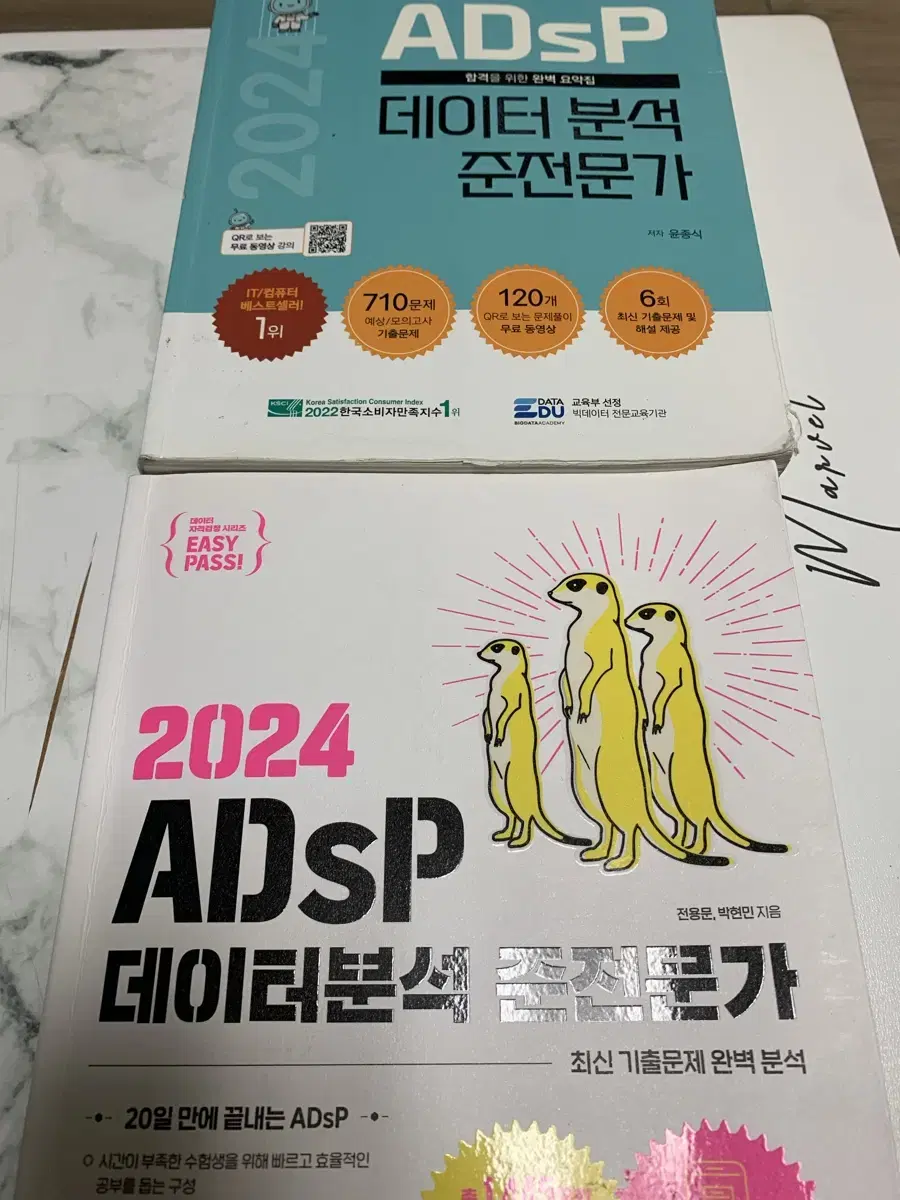 2024
ADsP
합격을 위한 완벽 요약집
데이터 분석
준전문가
저자 윤종식
QR로 보는
무료 동영상 강의
IT/컴퓨터
베스트셀러!
1위
710문제
예상/모의고사
기출문제
120개
QR로 보는 문제풀이
무료 동영상
6회
최신 기출문제 및
해설 제공
KSCI
Korea Satisfaction Consumer Index
2022한국소비자만족지수1위
DATA
EDU
BIGDATA ACADEMY
교육부 선정
빅데이터 전문교육기관
Marvel
데이터
자격검정 시리즈
EASY
PASS!
2024
ADsP
전용문, 박현민 지음
데이터분석 준전문가
최신 기출문제 완벽 분석
20일 만에 끝내는 ADsP
시간이 부족한 수험생을 위해 빠르고 효율적인
공부를 돕는 구성